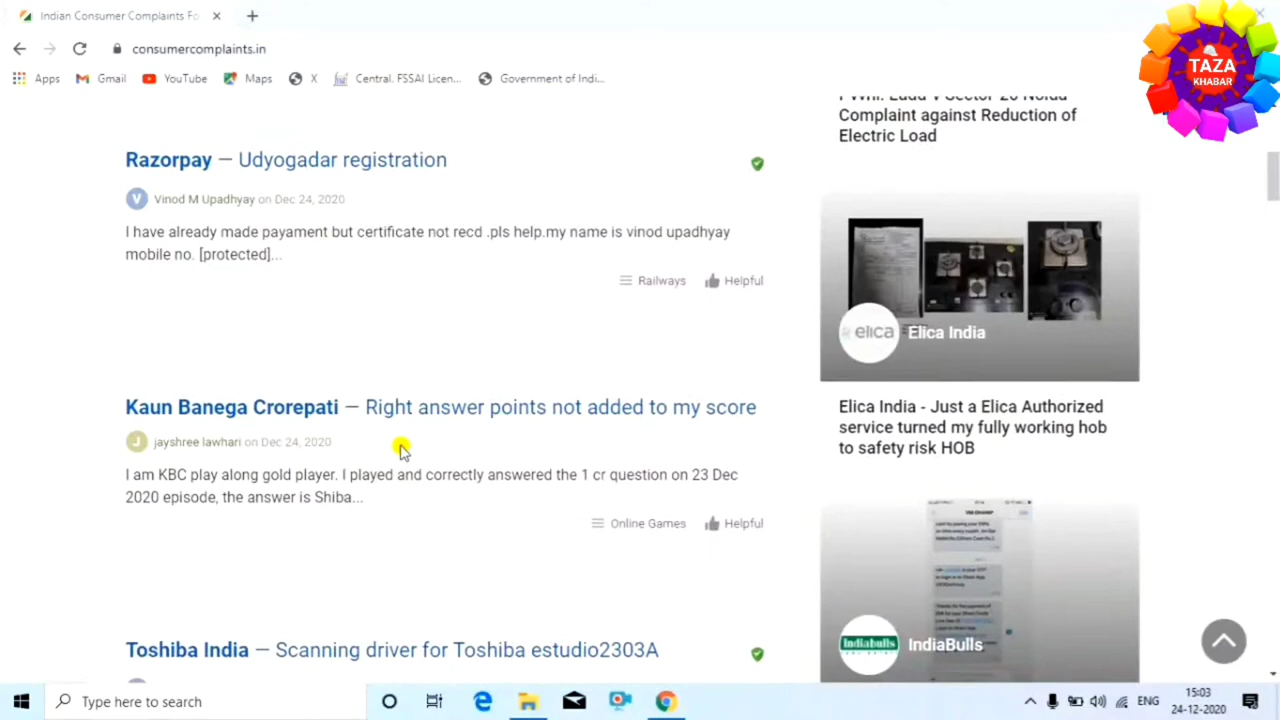 Indian Consumer Complaints Fo
consumercomplaints.in
Apps Gmail YouTube Maps X Central. FSSAI Licen... Government of Indi...
TAZA
KHABAR
Complaint against Reduction of
Electric Load
Razorpay — Udyogadar registration
V Vinod M Upadhyay on Dec 24, 2020
I have already made payament but certificate not recd .pls help.my name is vinod upadhyay
mobile no. [protected]...
Railways Helpful
elica Elica India
Kaun Banega Crorepati — Right answer points not added to my score
J jayshree lawhari on Dec 24, 2020
I am KBC play along gold player. I played and correctly answered the 1 cr question on 23 Dec
2020 episode, the answer is Shiba...
Online Games Helpful
Elica India - Just a Elica Authorized
service turned my fully working hob
to safety risk HOB
Indiabulls IndiaBulls
Toshiba India — Scanning driver for Toshiba estudio2303A
Type here to search
ENG
15:03
24-12-2020